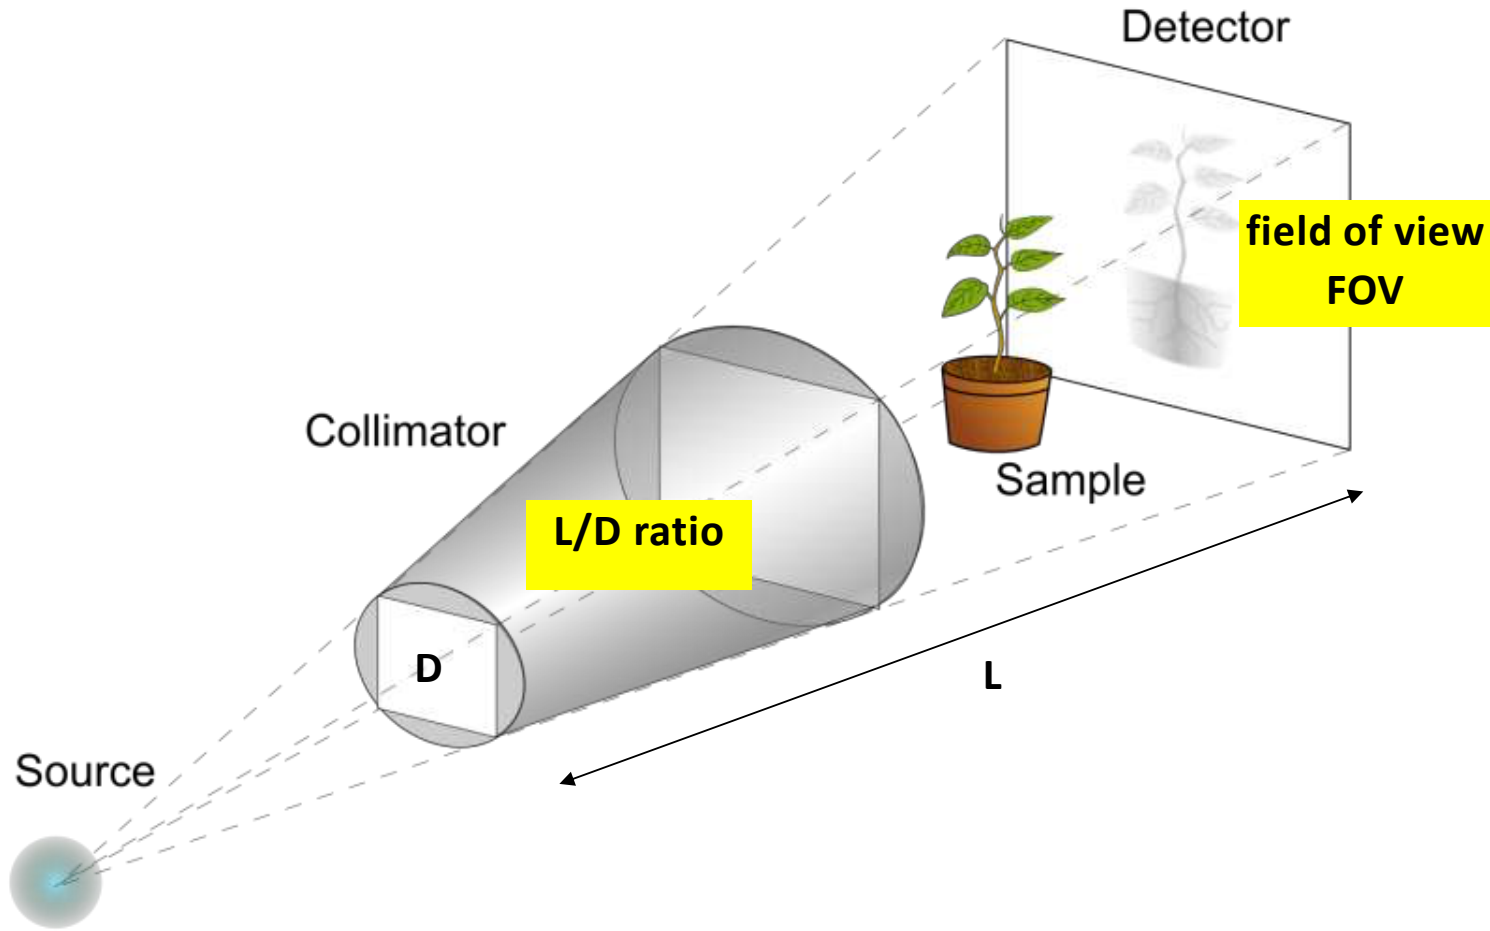 Detector
field of view
FOV
Collimator
Sample
L/D ratio
D
L
Source